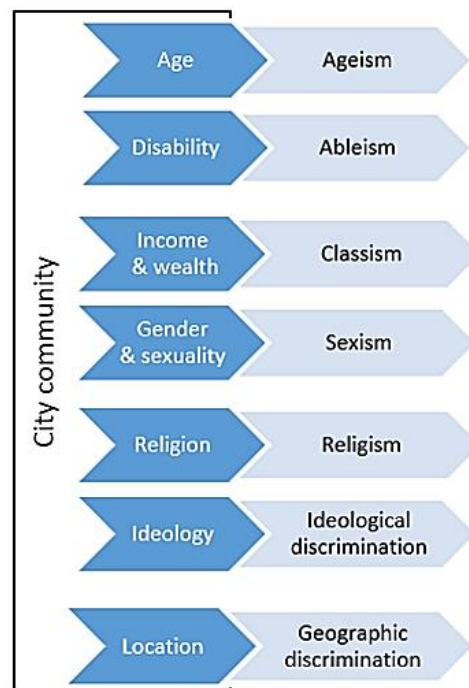 City community
Age
Ageism
Disability
Ableism
Income
& wealth
Classism
Gender
& sexuality
Sexism
Religion
Religism
Ideology
Ideological
discrimination
Location
Geographic
discrimination